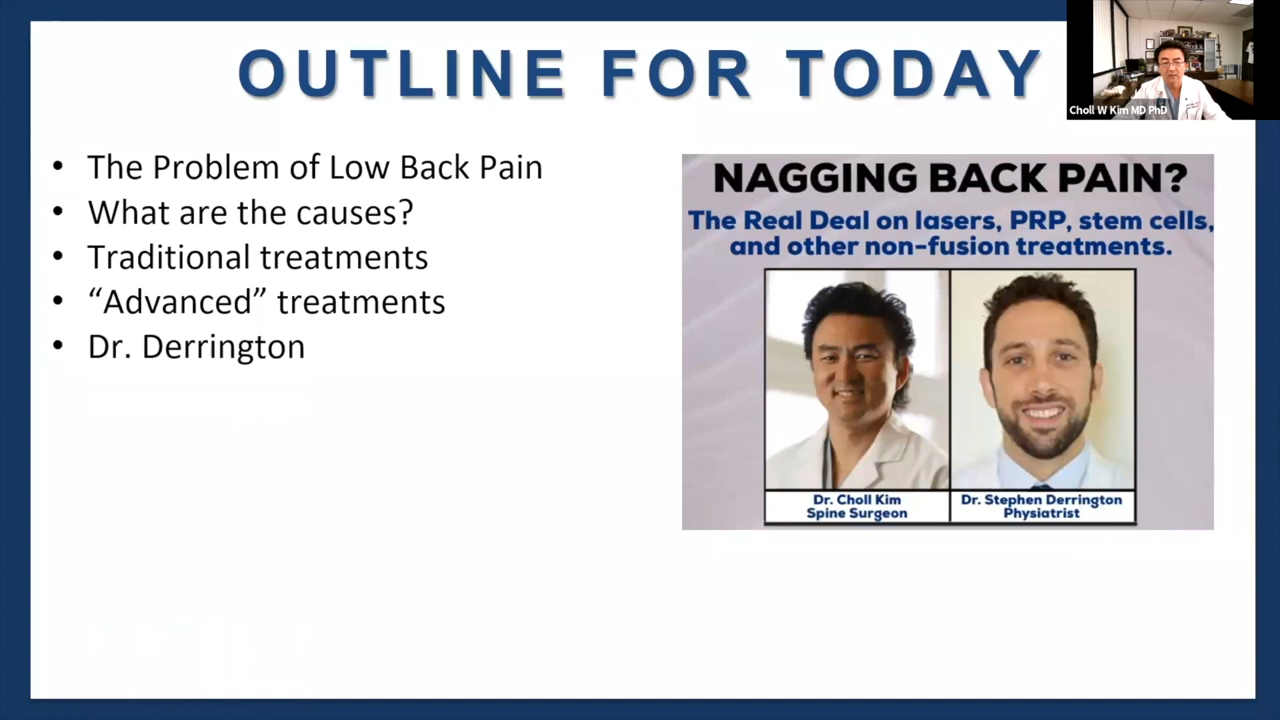 OUTLINE FOR TODAY
Choll W Kim MD PhD
• The Problem of Low Back Pain
• What are the causes?
• Traditional treatments
• “Advanced” treatments
• Dr. Derrington
NAGGING BACK PAIN?
The Real Deal on lasers, PRP, stem cells,
and other non-fusion treatments.
Dr. Choll Kim
Spine Surgeon
Dr. Stephen Derrington
Physiatrist